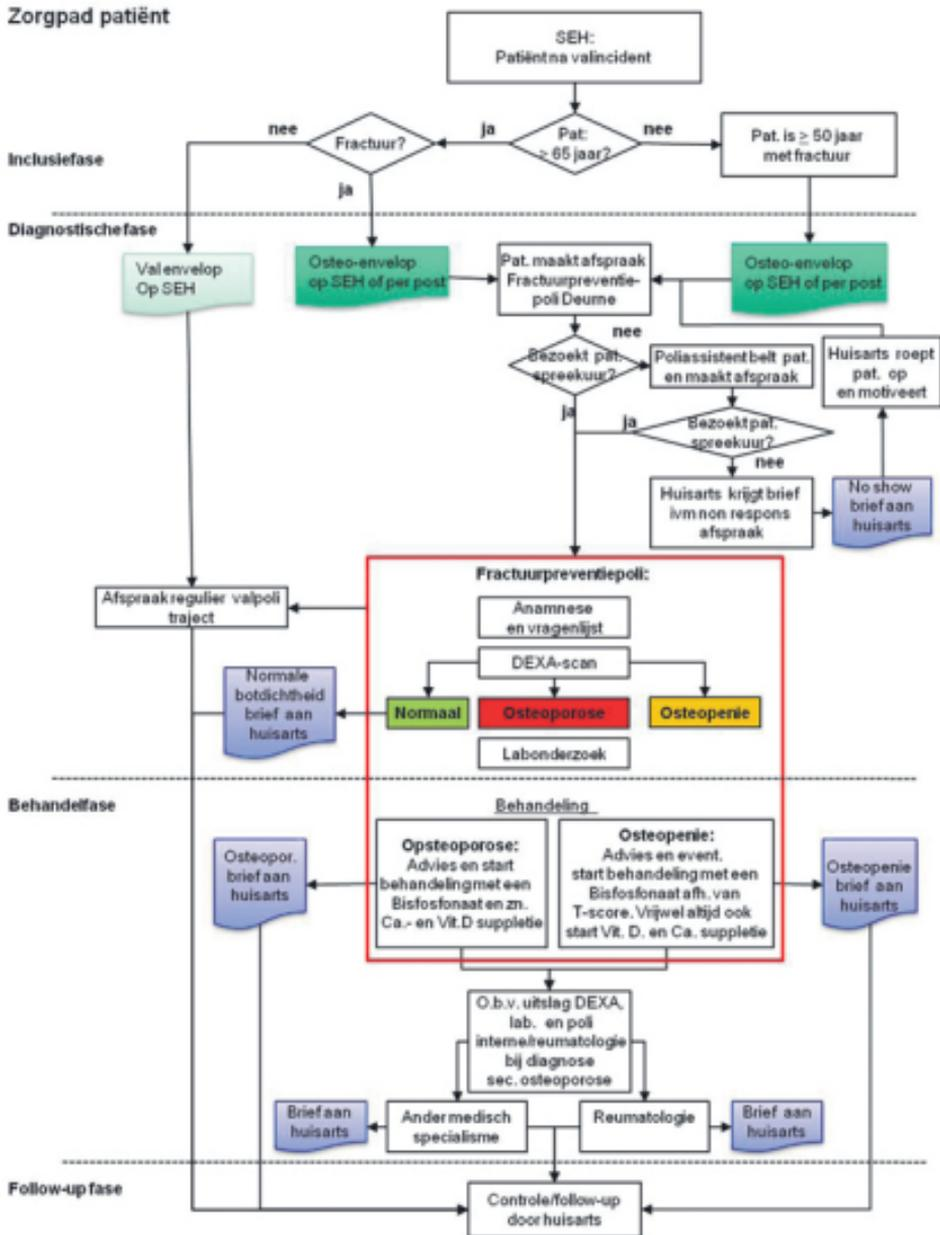 Zorgpad patiënt
SEH:
Patiënt na valincident
nee
Fractuur?
ja
Pat:
≥ 65 jaar?
nee
Pat. is ≥ 50 jaar
met fractuur
Inclusiefase
ja
Diagnostische fase
Val envelop
Op SEH
Osteo-envelop
op SEH of per post
Pat. maakt afspraak
Fractuurpreventie-
poli Deurne
Osteo-envelop
op SEH of per post
nee
Bezoekt pat.
spreekuur?
Poliassistent belt pat.
en maakt afspraak
Huisarts roept
pat. op
en motiveert
ja
ja
Bezoekt pat.
spreekuur?
nee
Huisarts krijgt brief
ivm non respons
afspraak
No show
brief aan
huisarts
Fractuurpreventiepoli:
Afspraak regulier valpoli
traject
Anamnese
en vragenlijst
DEXA-scan
Normale
botdichtheid
brief aan
huisarts
Normaal
Osteoporose
Osteopenie
Labonderzoek
Behandelfase
Behandeling
Osteopor.
brief aan
huisarts
Opsteoporose:
Advies en start
behandeling met een
Bisfosfonaat en zn.
Ca.- en Vit.D suppletie
Osteopenie:
Advies en event.
start behandeling met een
Bisfosfonaat afh. van
T-score. Vrijwel altijd ook
start Vit. D. en Ca. suppletie
Osteopenie
brief aan
huisarts
O.b.v. uitslag DEXA,
lab. en poli
interne/reumatologie
bij diagnose
sec. osteoporose
Brief aan
huisarts
Ander medisch
specialisme
Reumatologie
Brief aan
huisarts
Follow-up fase
Controle/follow-up
door huisarts